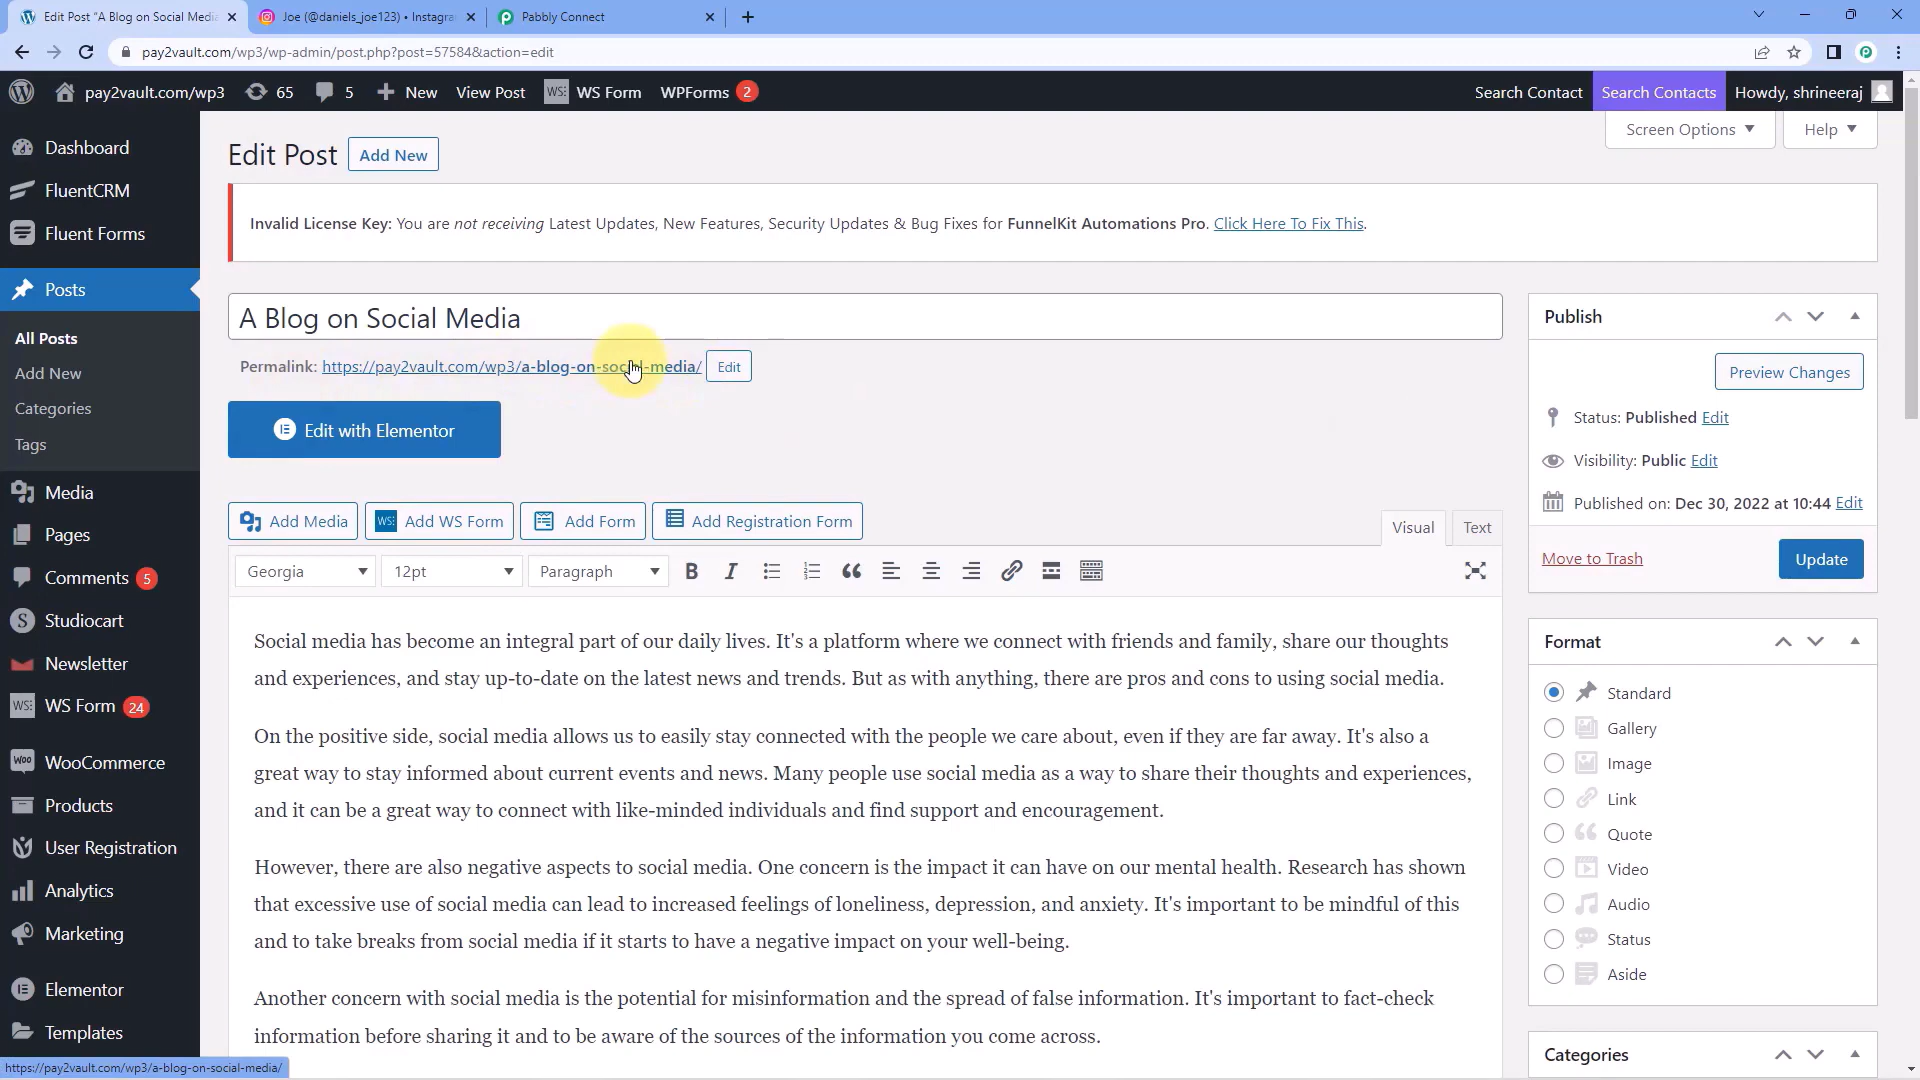 Edit Post "A Blog on Social Media
Joe (@daniels_joe123) • Instagra
Pabbly Connect
pay2vault.com/wp3/wp-admin/post.php?post=57584&action=edit
pay2vault.com/wp3
65
5
New
View Post
WS Form
WPForms 2
Search Contact
Search Contacts
Howdy, shrineeraj
Dashboard
FluentCRM
Fluent Forms
Posts
All Posts
Add New
Categories
Tags
Media
Pages
Comments 5
Studiocart
Newsletter
WS Form 24
WooCommerce
Products
User Registration
Analytics
Marketing
Elementor
Templates
https://pay2vault.com/wp3/a-blog-on-social-media/
Screen Options
Help
Edit Post
Add New
Invalid License Key: You are not receiving Latest Updates, New Features, Security Updates & Bug Fixes for FunnelKit Automations Pro. Click Here To Fix This.
A Blog on Social Media
Permalink: https://pay2vault.com/wp3/a-blog-on-social-media/ Edit
Edit with Elementor
Add Media
Add WS Form
Add Form
Add Registration Form
Visual
Text
Georgia
12pt
Paragraph
Social media has become an integral part of our daily lives. It's a platform where we connect with friends and family, share our thoughts
and experiences, and stay up-to-date on the latest news and trends. But as with anything, there are pros and cons to using social media.
On the positive side, social media allows us to easily stay connected with the people we care about, even if they are far away. It's also a
great way to stay informed about current events and news. Many people use social media as a way to share their thoughts and experiences,
and it can be a great way to connect with like-minded individuals and find support and encouragement.
However, there are also negative aspects to social media. One concern is the impact it can have on our mental health. Research has shown
that excessive use of social media can lead to increased feelings of loneliness, depression, and anxiety. It's important to be mindful of this
and to take breaks from social media if it starts to have a negative impact on your well-being.
Another concern with social media is the potential for misinformation and the spread of false information. It's important to fact-check
information before sharing it and to be aware of the sources of the information you come across.
Publish
Preview Changes
Status: Published Edit
Visibility: Public Edit
Published on: Dec 30, 2022 at 10:44 Edit
Move to Trash
Update
Format
Standard
Gallery
Image
Link
Quote
Video
Audio
Status
Aside
Categories